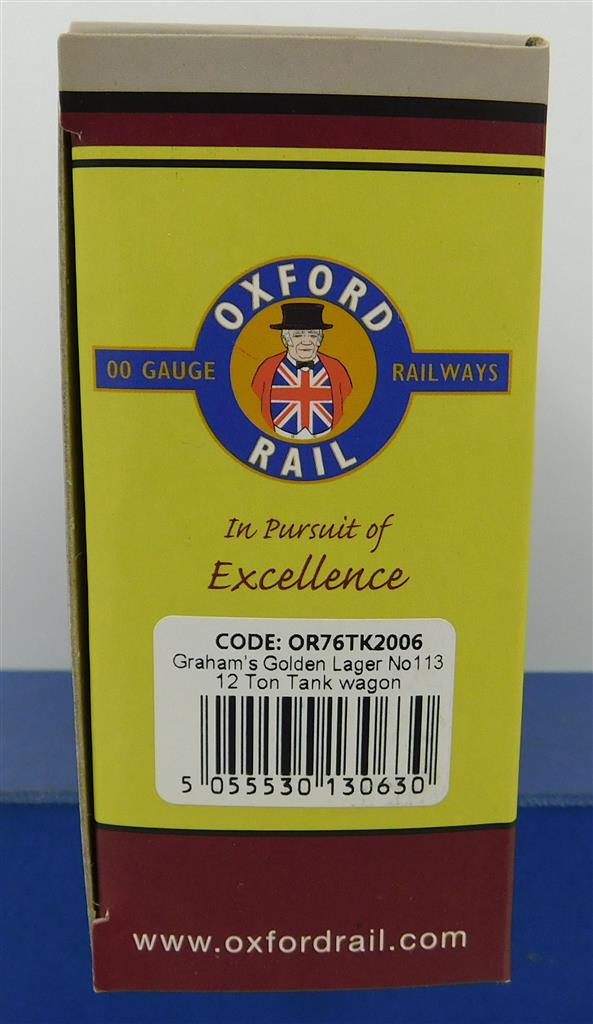 OXFORD
00 GAUGE RAILWAYS
RAIL
In Pursuit of
Excellence
CODE: OR76TK2006
Graham's Golden Lager No113
12 Ton Tank wagon
5 055530 130630
www.oxfordrail.com